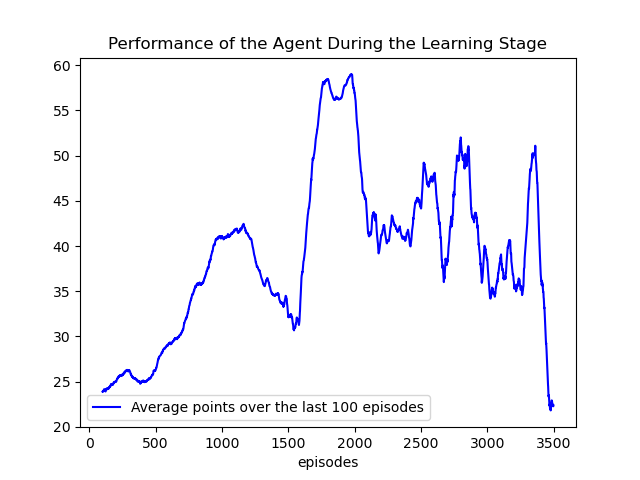 Performance of the Agent During the Learning Stage
60
55
50
45
40
35
30
25
20
Average points over the last 100 episodes
0 500 1000 1500 2000 2500 3000 3500
episodes